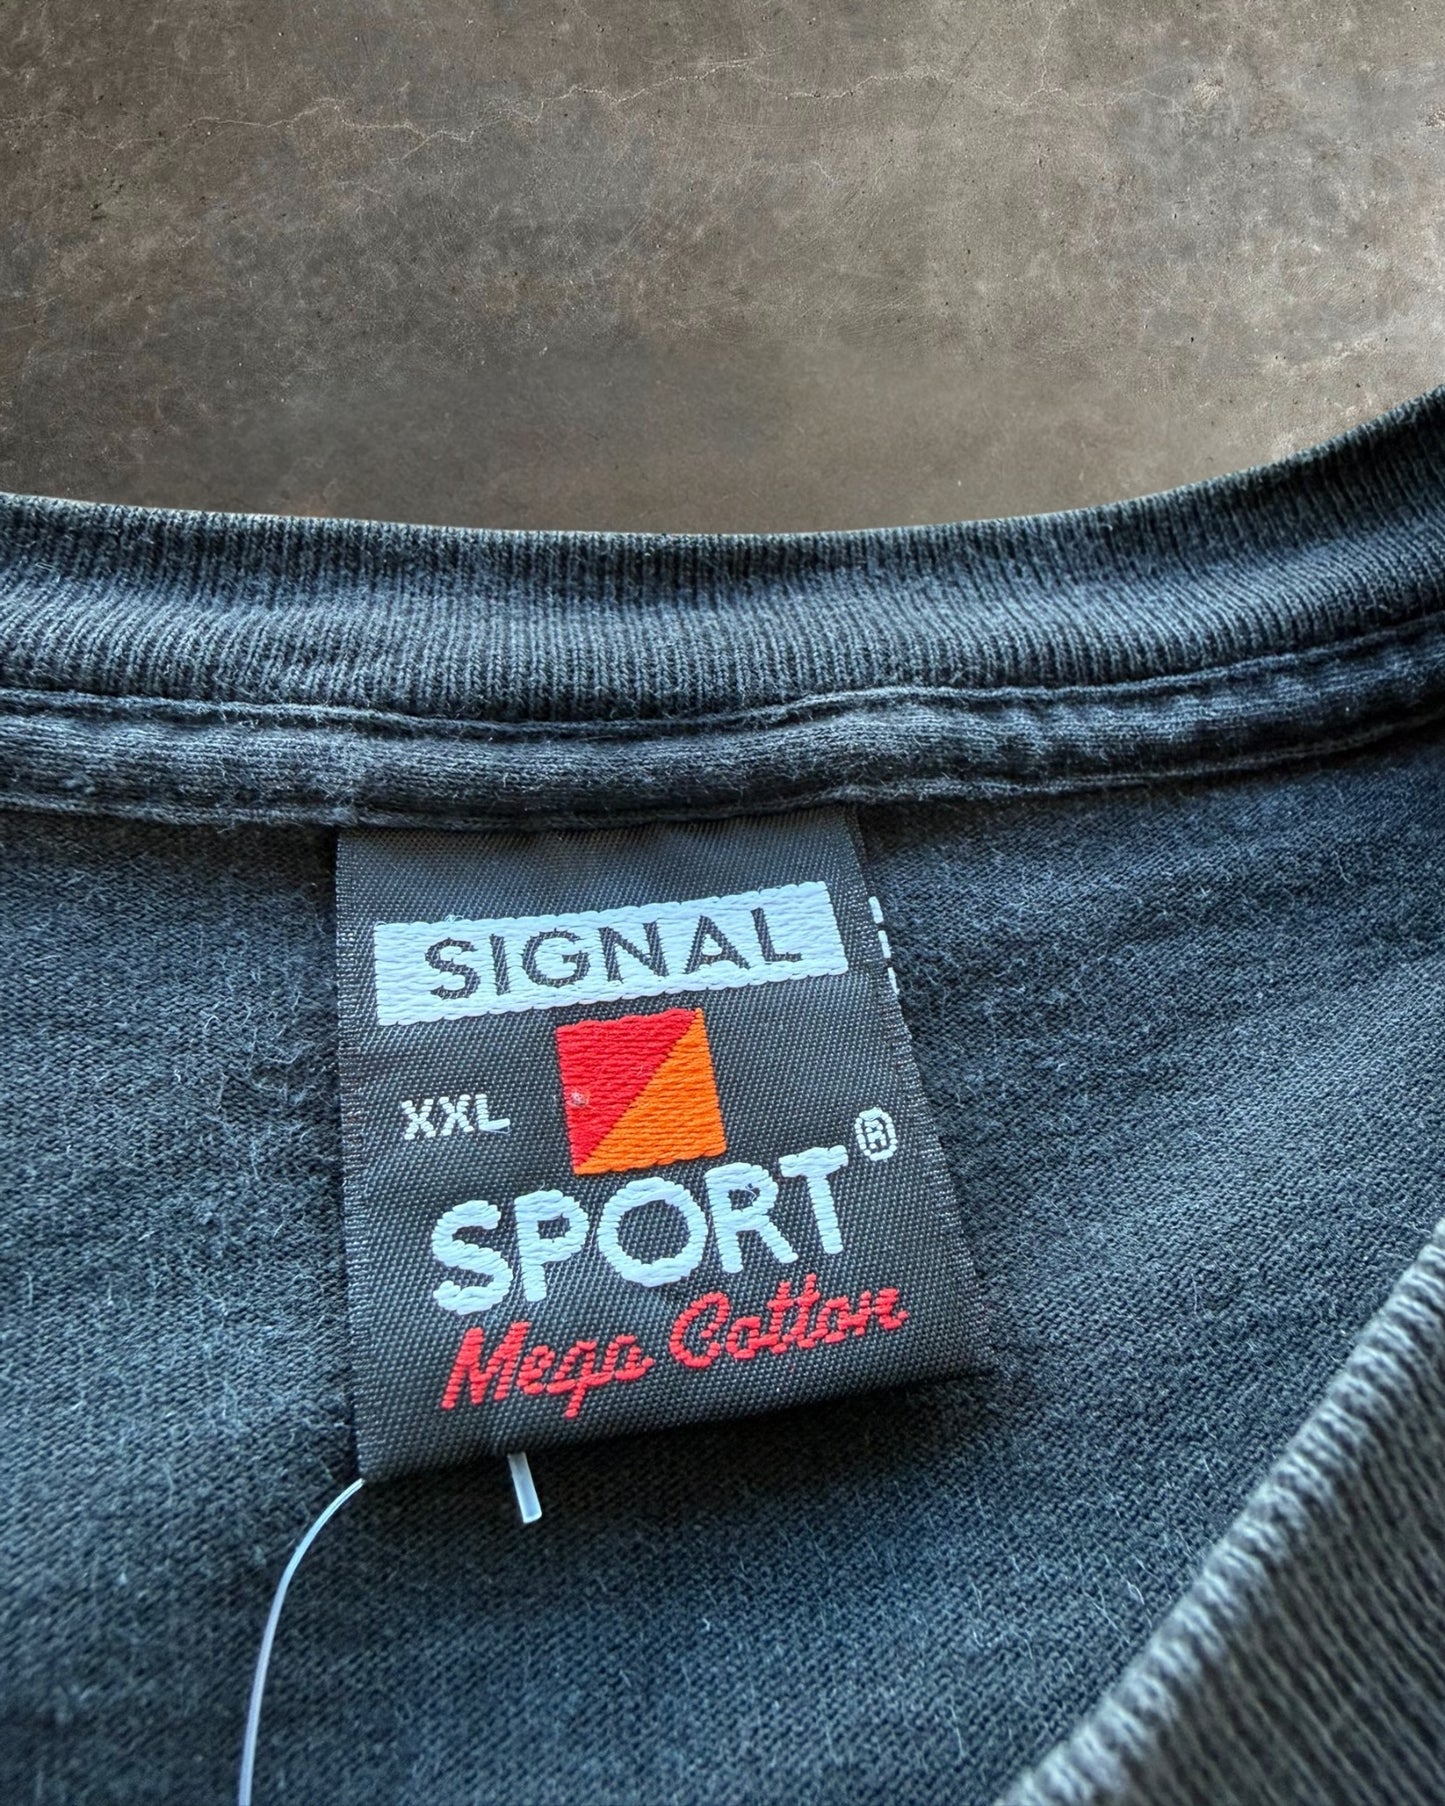 SIGNAL
XXL
SPORT®
Mega Cotton